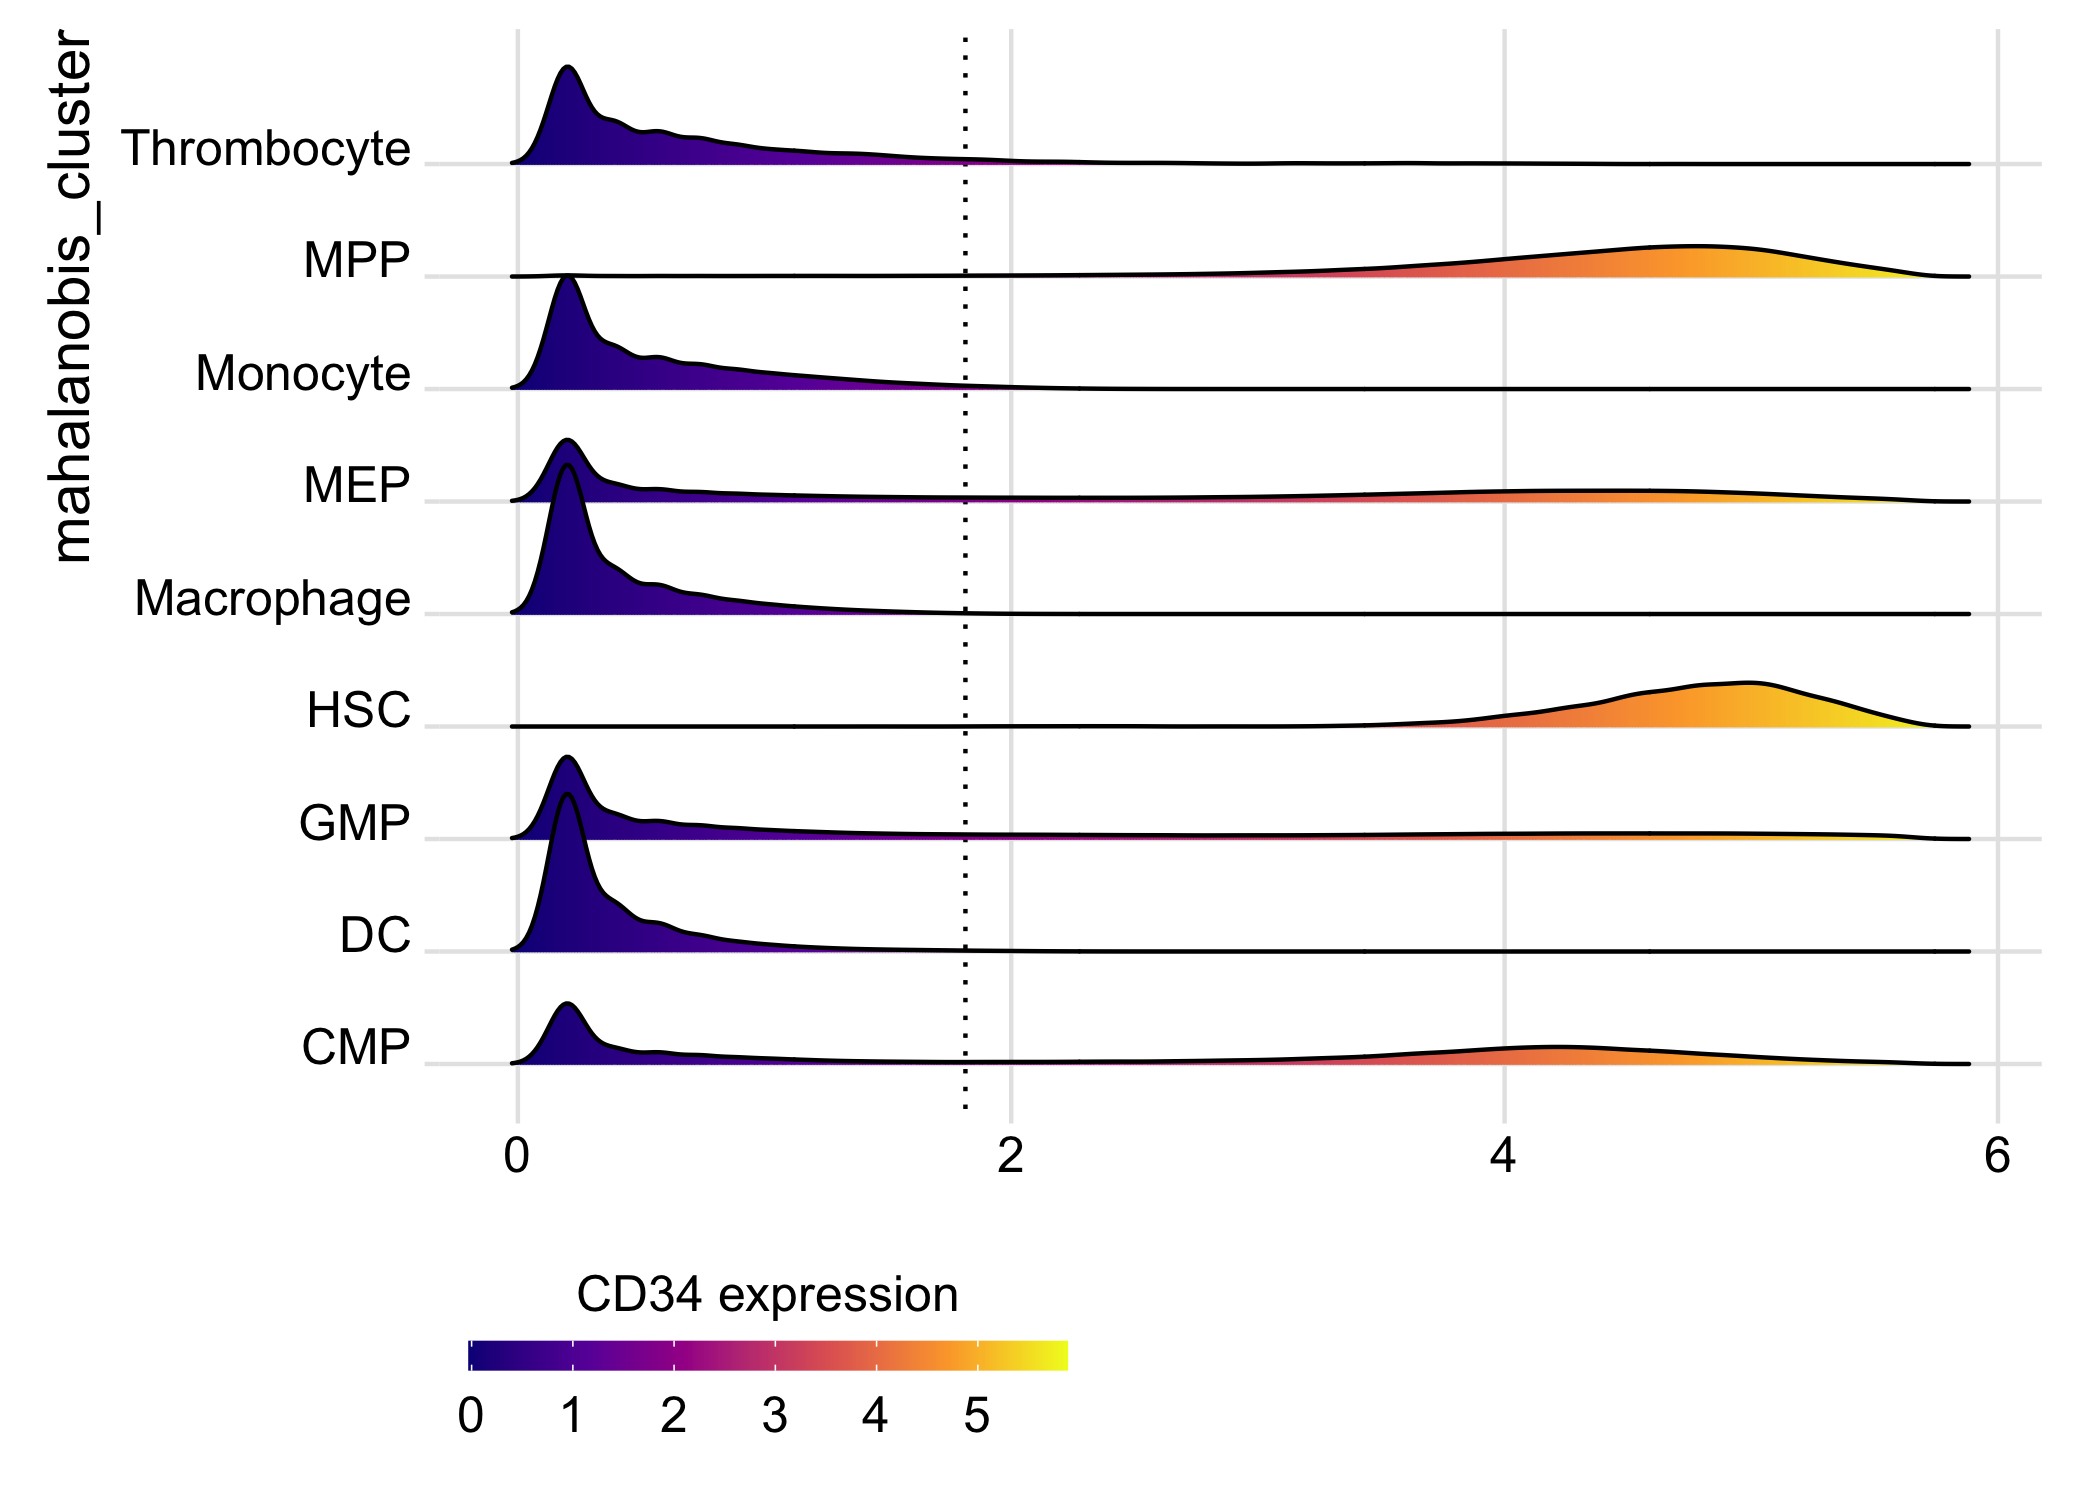 mahalanobis_cluster
Thrombocyte
MPP
Monocyte
MEP
Macrophage
HSC
GMP
DC
CMP
0 2 4 6
CD34 expression
0 1 2 3 4 5